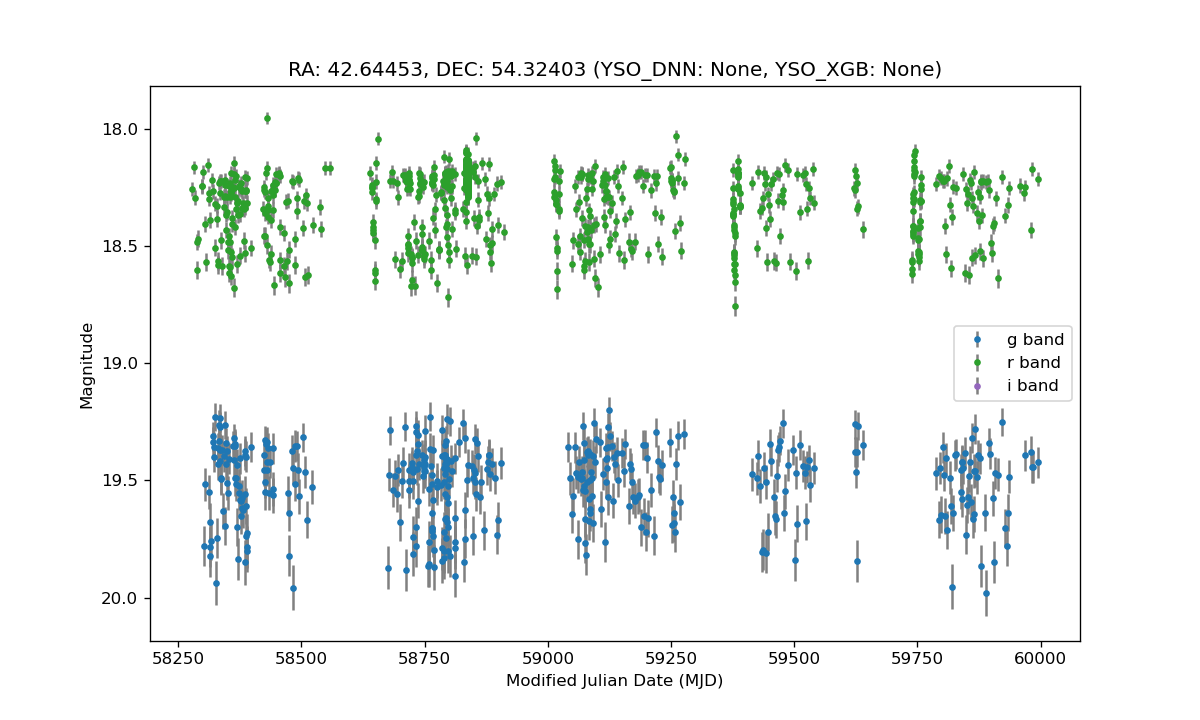 RA: 42.64453, DEC: 54.32403 (YSO_DNN: None, YSO_XGB: None)
18.0
18.5
19.0
19.5
20.0
Magnitude
g band
r band
i band
58250 58500 58750 59000 59250 59500 59750 60000
Modified Julian Date (MJD)